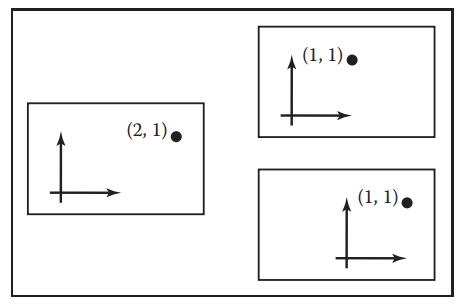 (1, 1)
(2, 1)
(1, 1)